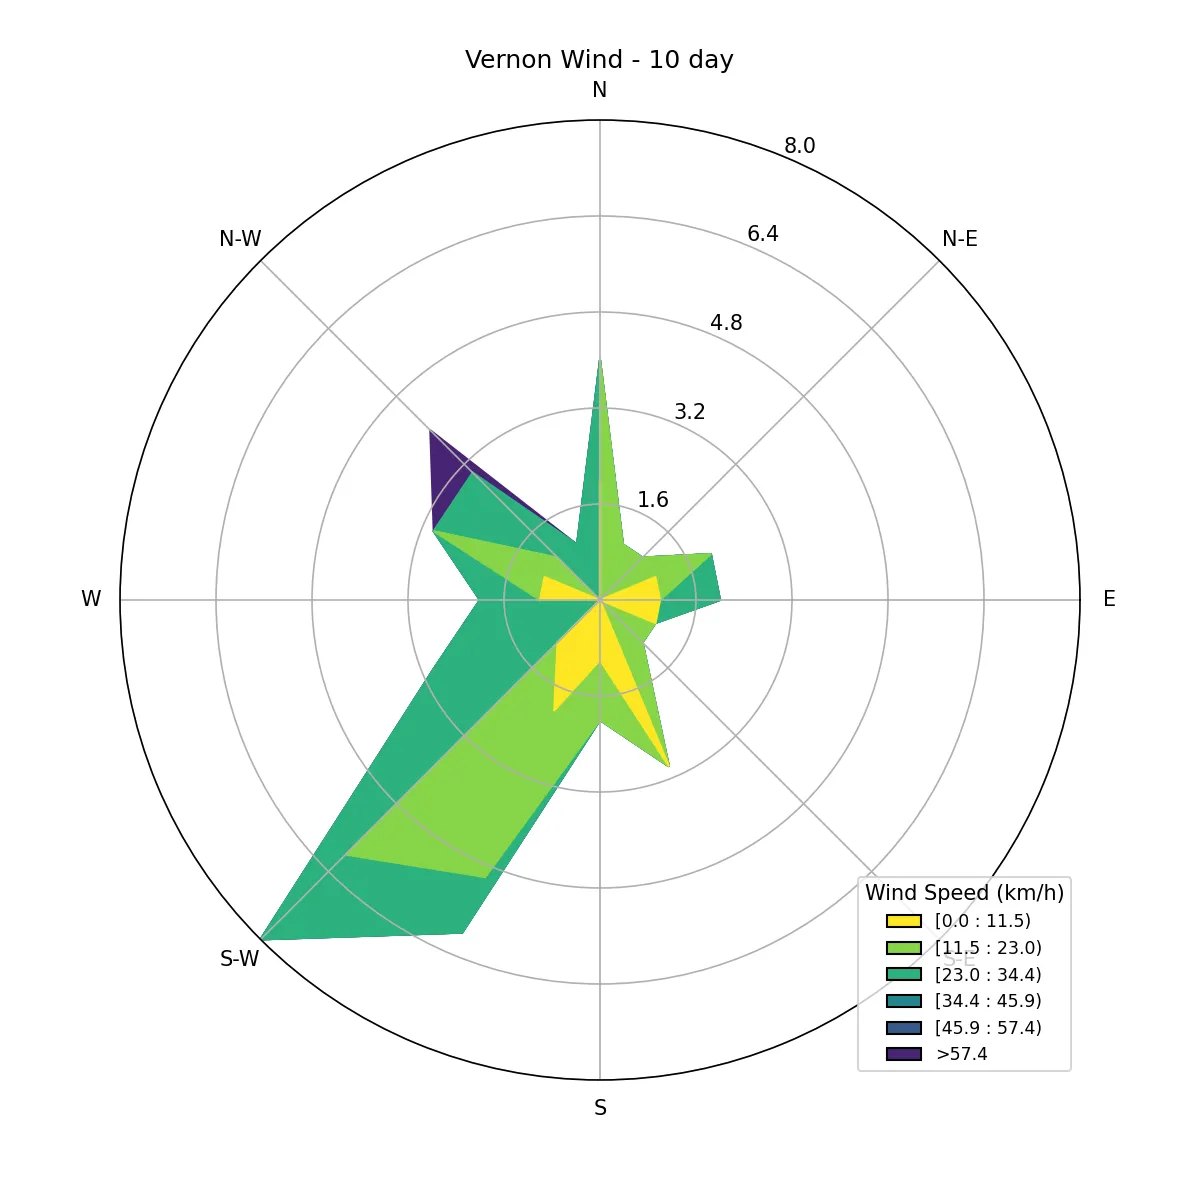 Vernon Wind - 10 day
N
8.0
N-W
N-E
6.4
4.8
3.2
1.6
W
E
S-W
S-E
S
Wind Speed (km/h)
[0.0 : 11.5)
[11.5 : 23.0)
[23.0 : 34.4)
[34.4 : 45.9)
[45.9 : 57.4)
>57.4